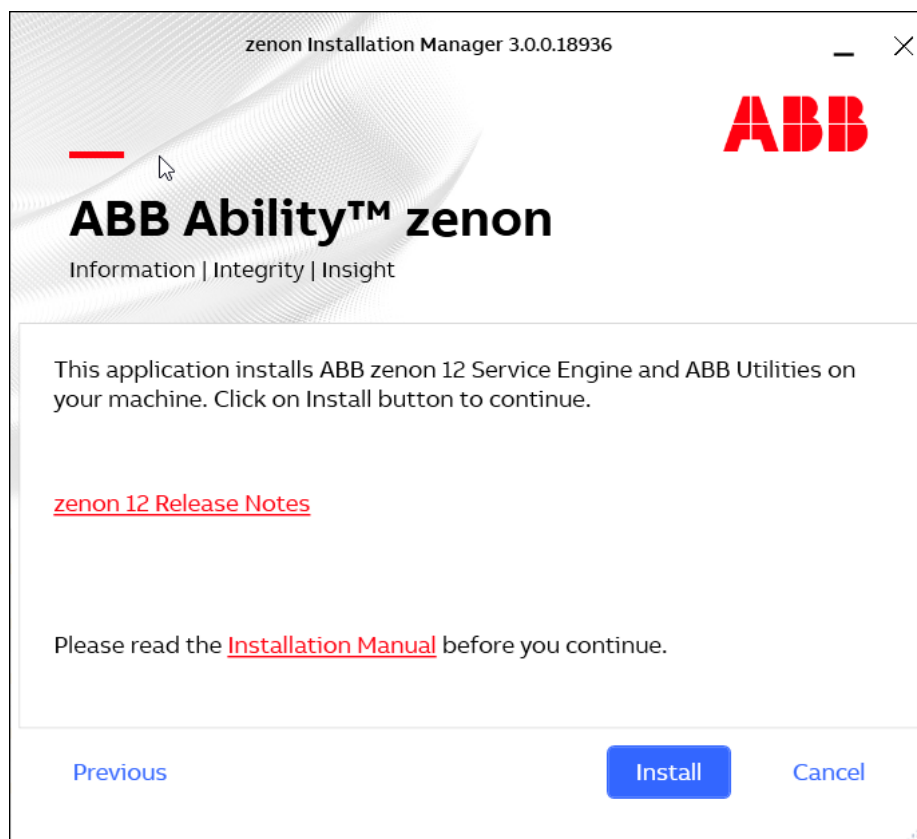 zenon Installation Manager 3.0.0.18936
ABB
ABB Ability™ zenon
Information | Integrity | Insight
This application installs ABB zenon 12 Service Engine and ABB Utilities on
your machine. Click on Install button to continue.
zenon 12 Release Notes
Please read the Installation Manual before you continue.
Previous
Install
Cancel